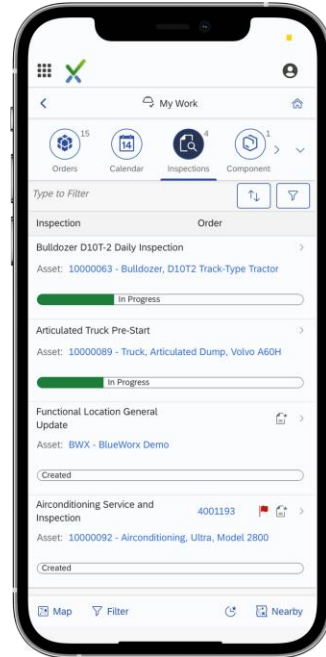 My Work
15
14
4
1
Orders
Calendar
Inspections
Component
Type to Filter
Inspection Order
Bulldozer D10T-2 Daily Inspection
Asset: 10000063 - Bulldozer, D10T2 Track-Type Tractor
In Progress
Articulated Truck Pre-Start
Asset: 10000089 - Truck, Articulated Dump, Volvo A60H
In Progress
Functional Location General
Update
Asset: BWX - BlueWorx Demo
Created
Airconditioning Service and
Inspection
4001193
Asset: 10000092 - Airconditioning, Ultra, Model 2800
Created
Map Filter Nearby